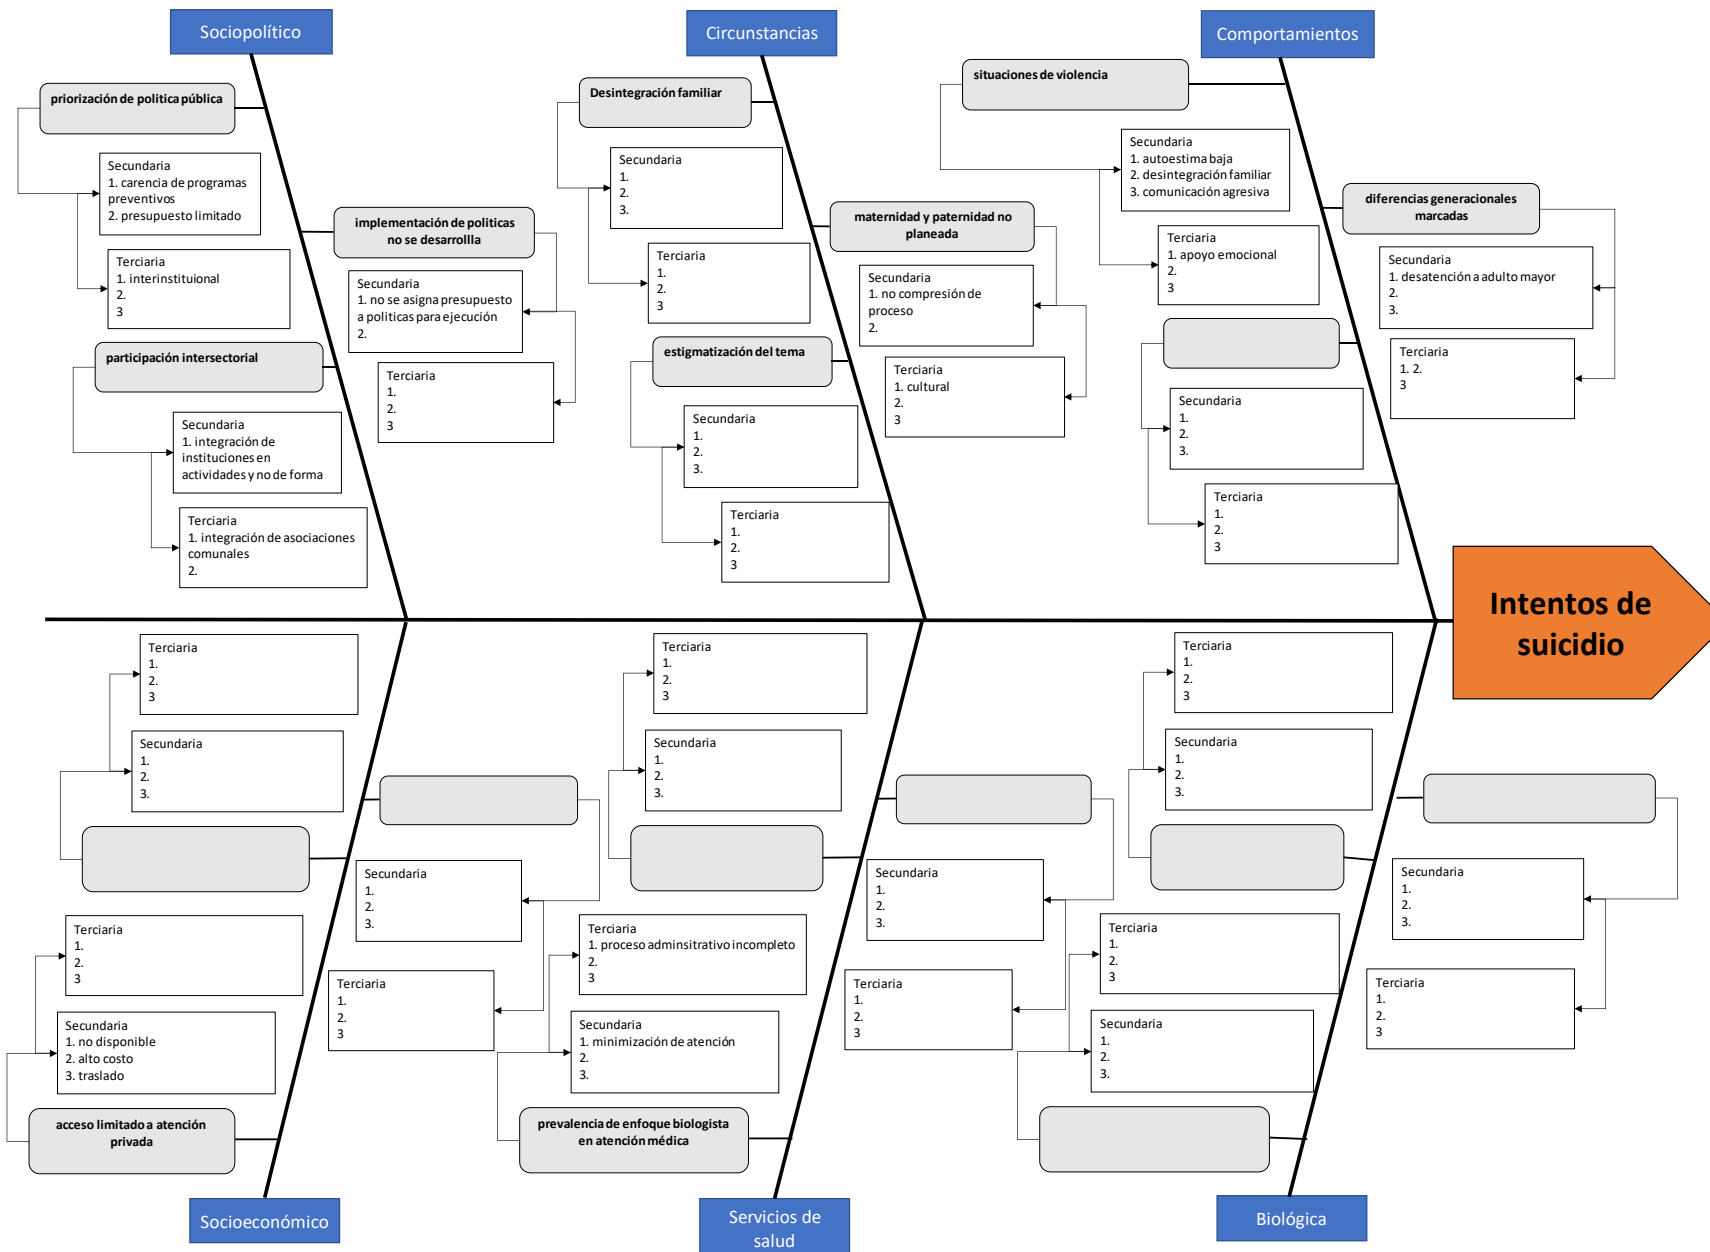 Sociopolítico
Circunstancias
Comportamientos
priorización de politica pública
Secundaria
1. carencia de programas
preventivos
2. presupuesto limitado
Terciaria
1. interinstituional
2.
3
implementación de politicas
no se desarrollla
Secundaria
1. no se asigna presupuesto
a politicas para ejecución
2.
Terciaria
1.
2.
3
participación intersectorial
Secundaria
1. integración de
instituciones en
actividades y no de forma
Terciaria
1. integración de asociaciones
comunales
2.
Desintegración familiar
Secundaria
1.
2.
3.
Terciaria
1.
2.
3
maternidad y paternidad no
planeada
Secundaria
1. no compresión de
proceso
2.
Terciaria
1. cultural
2.
3
estigmatización del tema
Secundaria
1.
2.
3.
Terciaria
1.
2.
3
situaciones de violencia
Secundaria
1. autoestima baja
2. desintegración familiar
3. comunicación agresiva
Terciaria
1. apoyo emocional
2.
3
diferencias generacionales
marcadas
Secundaria
1. desatención a adulto mayor
2.
3.
Terciaria
1. 2.
3
Secundaria
1.
2.
3.
Terciaria
1.
2.
3
Intentos de
suicidio
Terciaria
1.
2.
3
Secundaria
1.
2.
3.
Secundaria
1.
2.
3.
Terciaria
1.
2.
3
Terciaria
1.
2.
3
Secundaria
1. no disponible
2. alto costo
3. traslado
acceso limitado a atención
privada
Socioeconómico
Terciaria
1.
2.
3
Secundaria
1.
2.
3.
Secundaria
1.
2.
3.
Terciaria
1.
2.
3
Terciaria
1. proceso adminsitrativo incompleto
2.
3
Secundaria
1. minimización de atención
2.
3.
prevalencia de enfoque biologista
en atención médica
Servicios de
salud
Terciaria
1.
2.
3
Secundaria
1.
2.
3.
Secundaria
1.
2.
3.
Terciaria
1.
2.
3
Terciaria
1.
2.
3
Secundaria
1.
2.
3.
Biológica